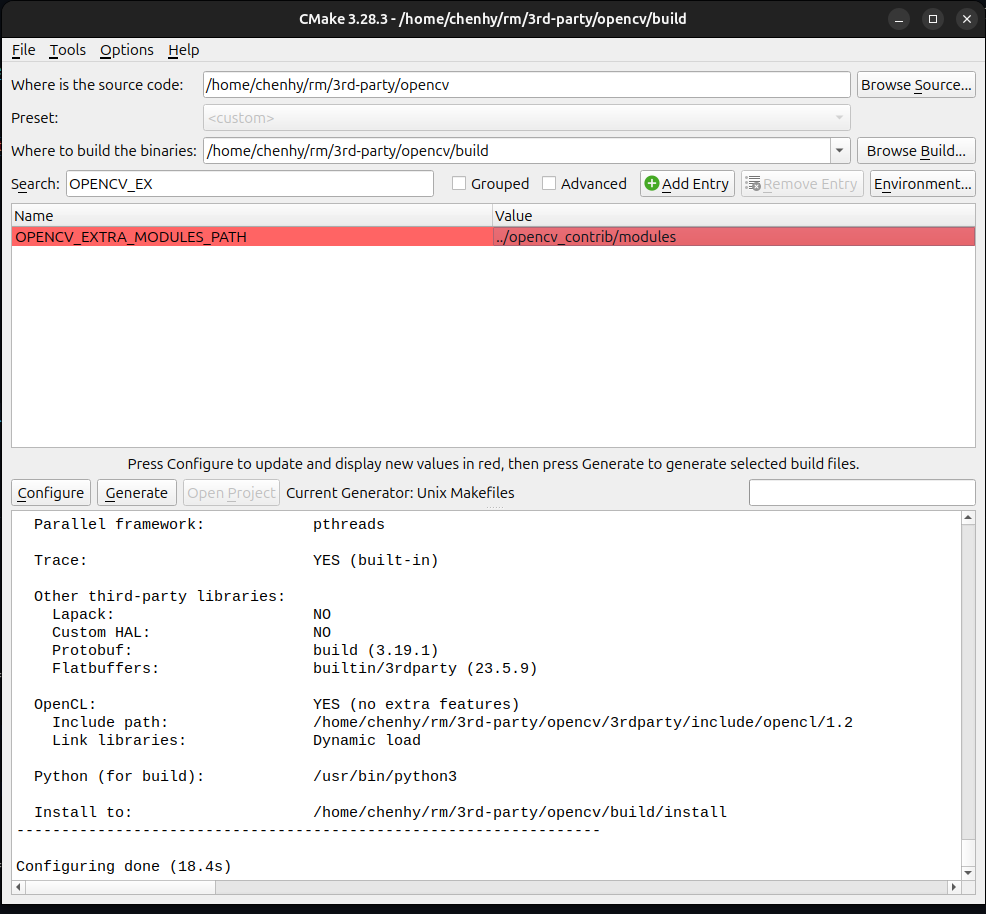 CMake 3.28.3 - /home/chenhy/rm/3rd-party/opencv/build
File Tools Options Help
Where is the source code: /home/chenhy/rm/3rd-party/opencv Browse Source...
Preset: <custom>
Where to build the binaries: /home/chenhy/rm/3rd-party/opencv/build Browse Build...
Search: OPENCV_EX Grouped Advanced Add Entry Remove Entry Environment...
Name Value
OPENCV_EXTRA_MODULES_PATH ../opencv_contrib/modules
Press Configure to update and display new values in red, then press Generate to generate selected build files.
Configure Generate Open Project Current Generator: Unix Makefiles
Parallel framework: pthreads
Trace: YES (built-in)
Other third-party libraries:
Lapack: NO
Custom HAL: NO
Protobuf: build (3.19.1)
Flatbuffers: builtin/3rdparty (23.5.9)
OpenCL: YES (no extra features)
Include path: /home/chenhy/rm/3rd-party/opencv/3rdparty/include/opencl/1.2
Link libraries: Dynamic load
Python (for build): /usr/bin/python3
Install to: /home/chenhy/rm/3rd-party/opencv/build/install
-----------------------------------------------------------------
Configuring done (18.4s)